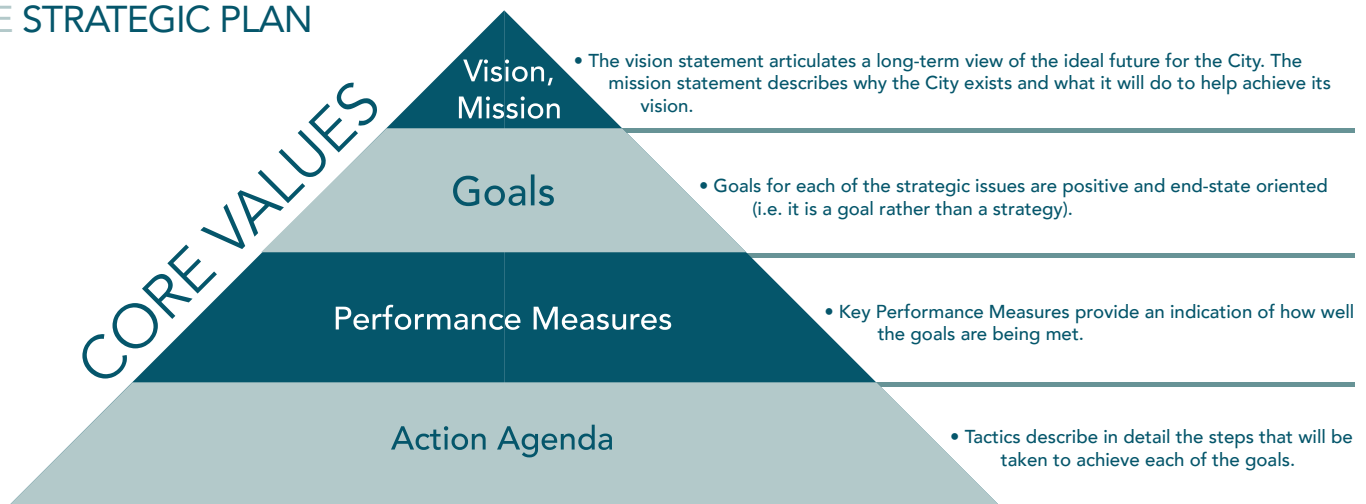 STRATEGIC PLAN
CORE VALUES
Vision,
Mission
• The vision statement articulates a long-term view of the ideal future for the City. The
mission statement describes why the City exists and what it will do to help achieve its
vision.
Goals
• Goals for each of the strategic issues are positive and end-state oriented
(i.e. it is a goal rather than a strategy).
Performance Measures
• Key Performance Measures provide an indication of how well
the goals are being met.
Action Agenda
• Tactics describe in detail the steps that will be
taken to achieve each of the goals.